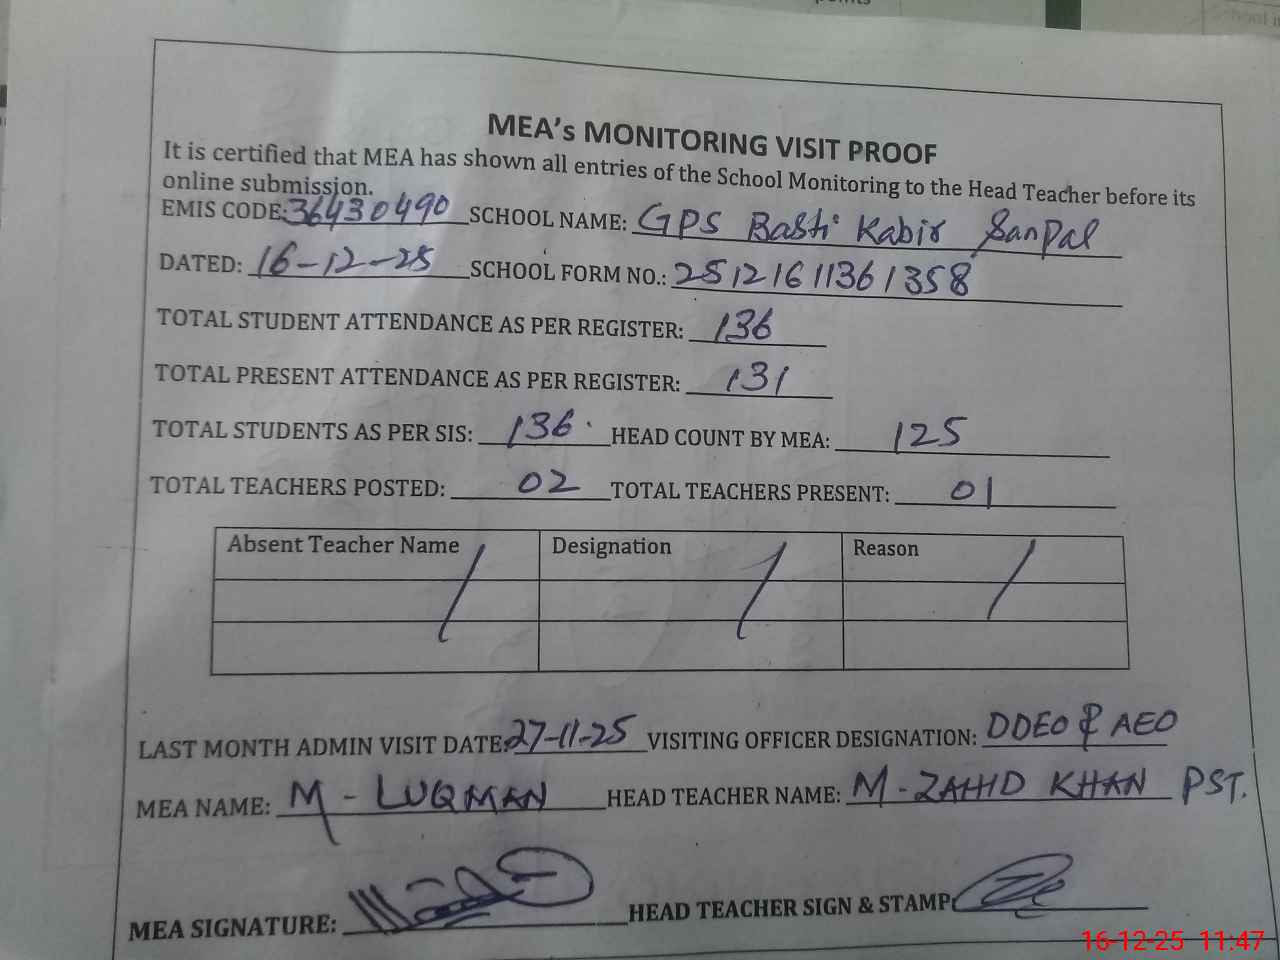 MEA's MONITORING VISIT PROOF
It is certified that MEA has shown all entries of the School Monitoring to the Head Teacher before its
online submission.
EMIS CODE: 36430490 SCHOOL NAME: GPS Basti Kabir Sanpal
DATED: 16-12-25 SCHOOL FORM NO.: 25121611361358
TOTAL STUDENT ATTENDANCE AS PER REGISTER: 136
TOTAL PRESENT ATTENDANCE AS PER REGISTER: 131
TOTAL STUDENTS AS PER SIS: 136 HEAD COUNT BY MEA: 125
TOTAL TEACHERS POSTED: 02 TOTAL TEACHERS PRESENT: 01
Absent Teacher Name Designation Reason
LAST MONTH ADMIN VISIT DATE: 27-11-25 VISITING OFFICER DESIGNATION: DDEO & AEO
MEA NAME: M - LUQMAN HEAD TEACHER NAME: M - ZAHID KHAN PST.
MEA SIGNATURE: HEAD TEACHER SIGN & STAMP
16-12-25 11:47